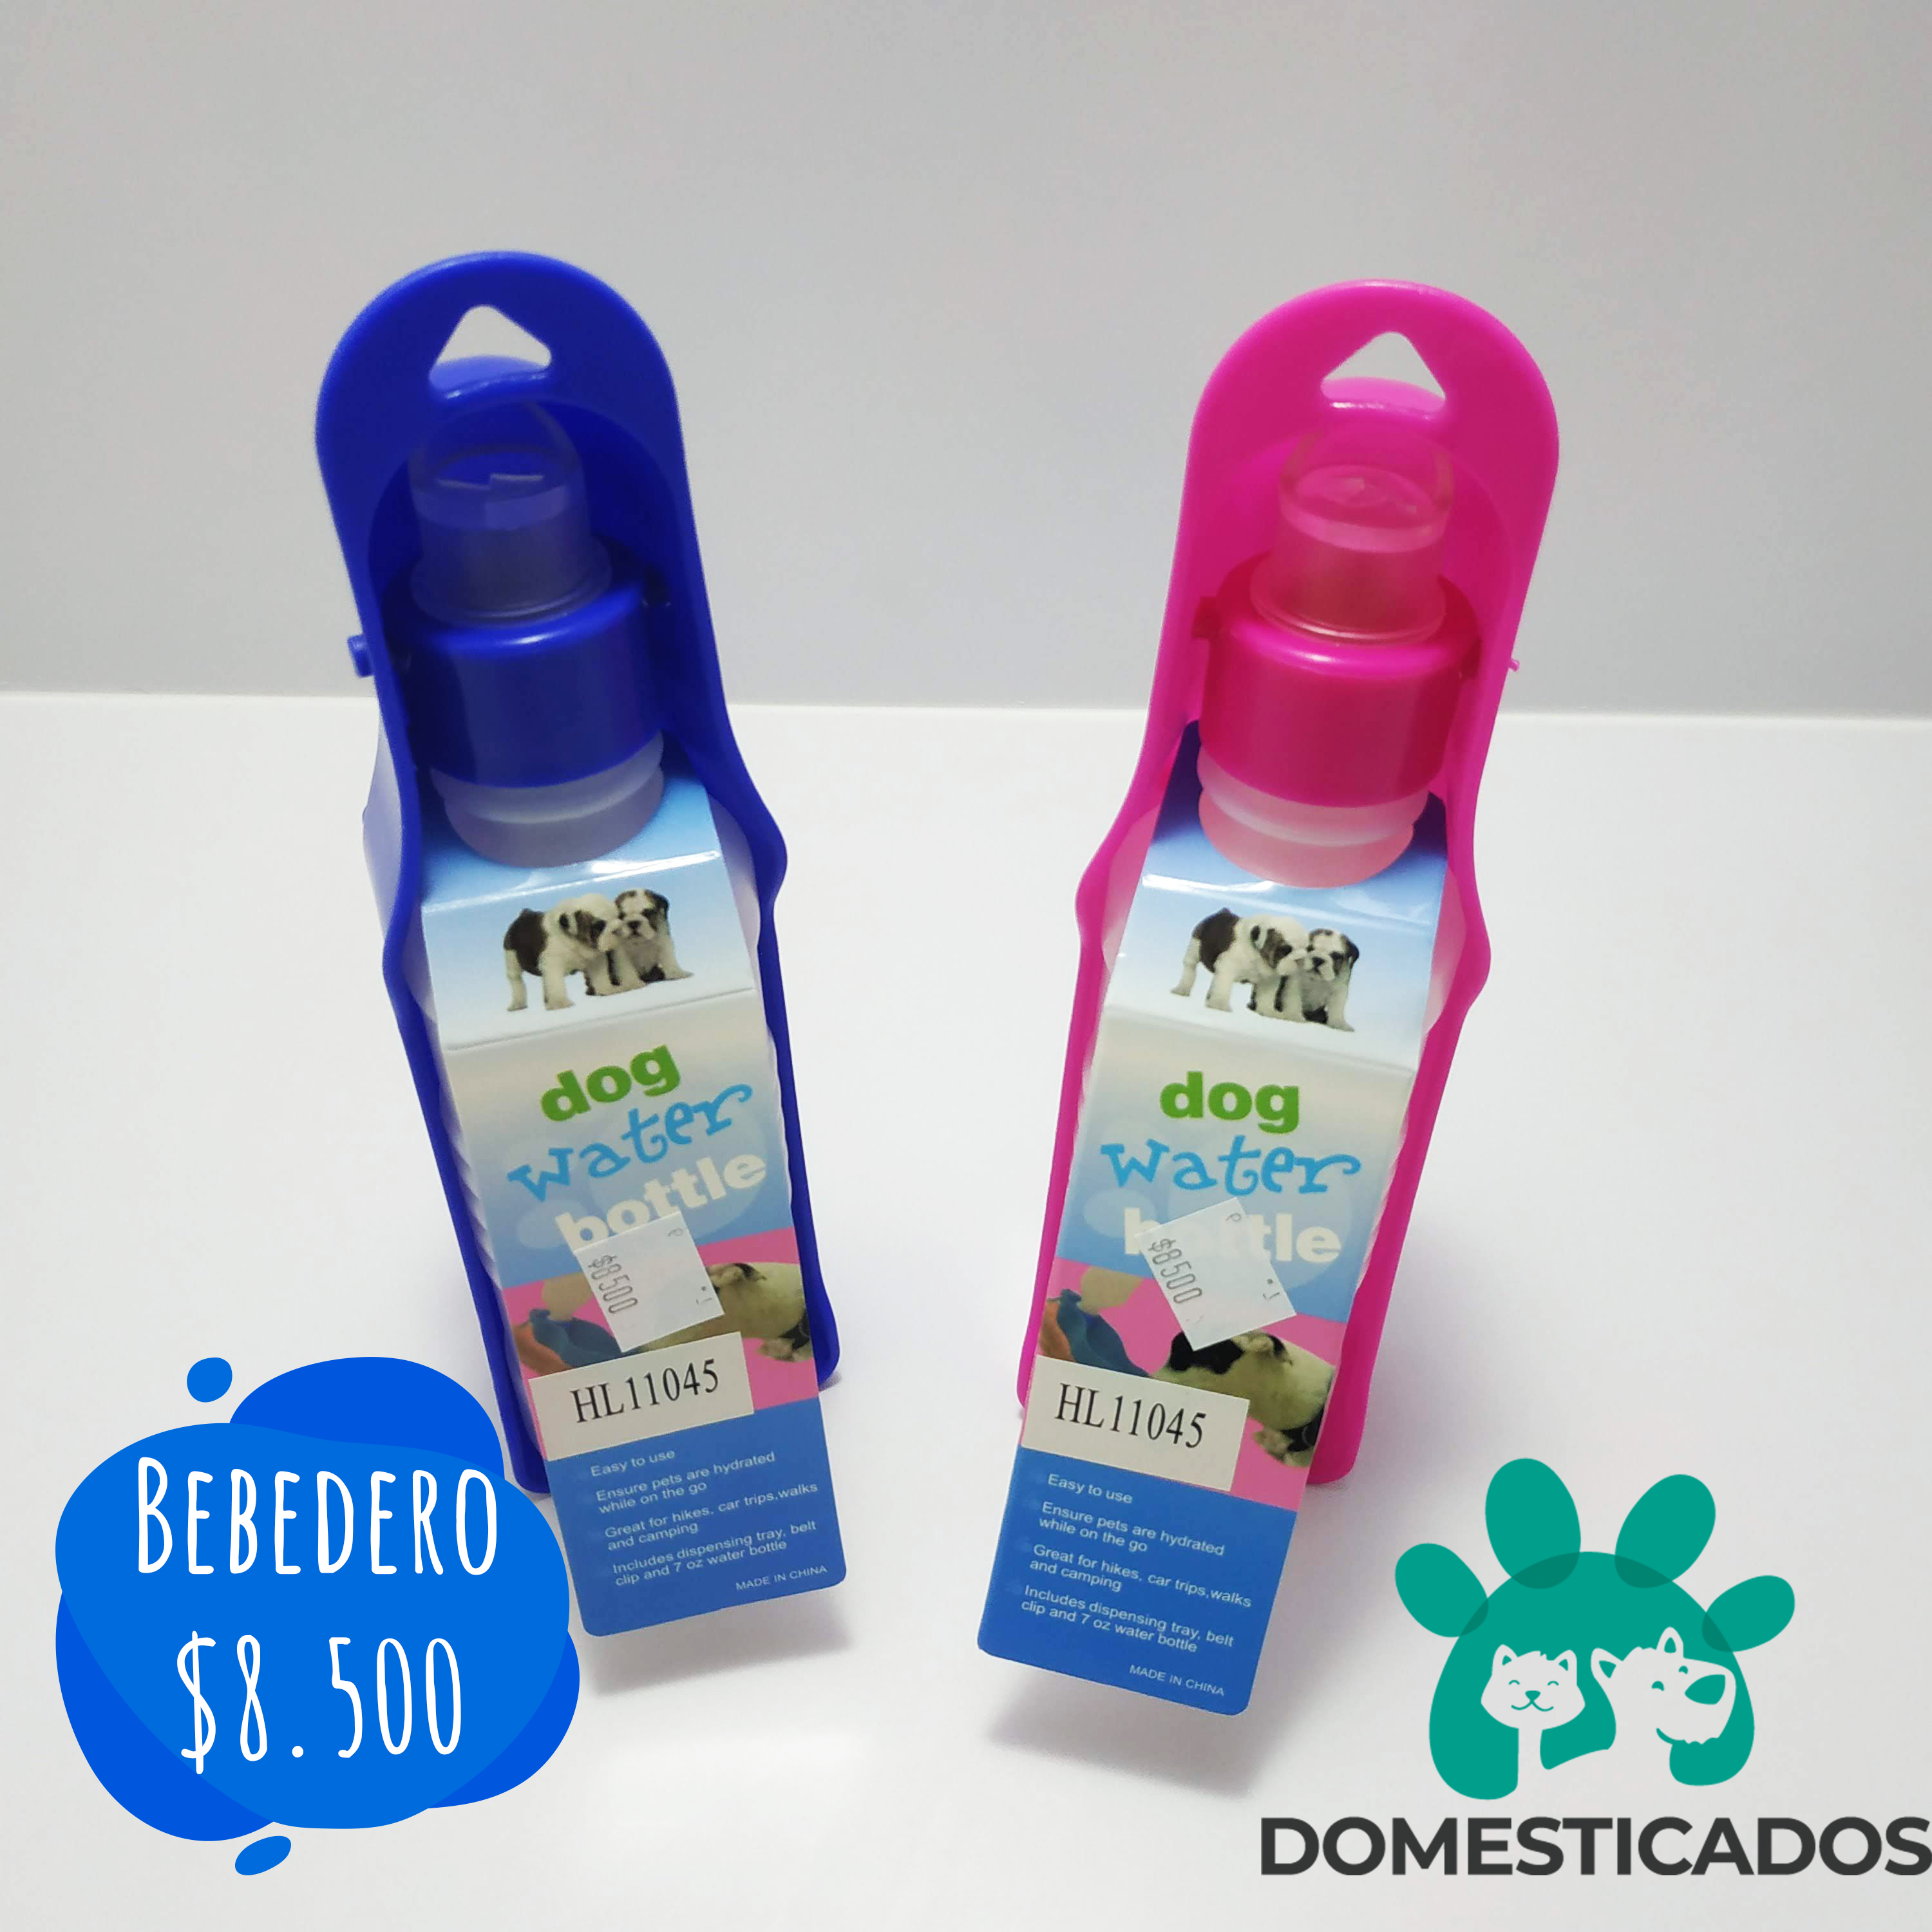 dog
water
bottle
$8500
HL11045
Easy to use
Ensure pets are hydrated
while on the go
Great for hikes, car trips,walks
and camping
Includes dispensing tray, belt
clip and 7 oz water bottle
MADE IN CHINA
dog
water
bottle
$8500
HL11045
Easy to use
Ensure pets are hydrated
while on the go
Great for hikes, car trips,walks
and camping
Includes dispensing tray, belt
clip and 7 oz water bottle
MADE IN CHINA
BEBEDERO
$8.500
DOMESTICADOS